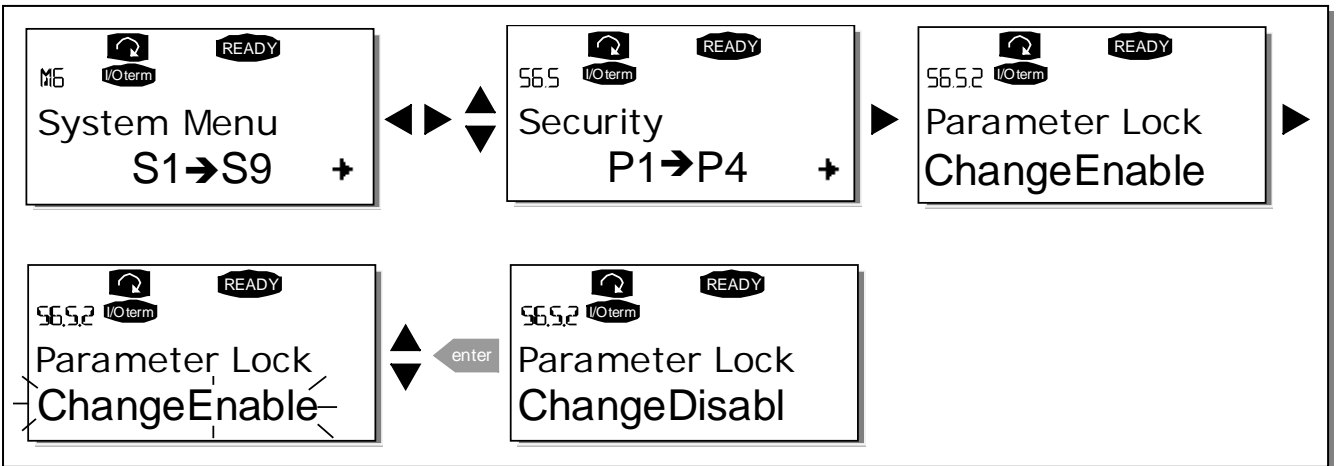 READY
M6 I/Oterm
System Menu
S1➔S9
READY
S6.5 I/Oterm
Security
P1➔P4
READY
S6.5.2 I/Oterm
Parameter Lock
ChangeEnable
READY
S6.5.2 I/Oterm
Parameter Lock
ChangeEnable
enter
READY
S6.5.2 I/Oterm
Parameter Lock
ChangeDisabl